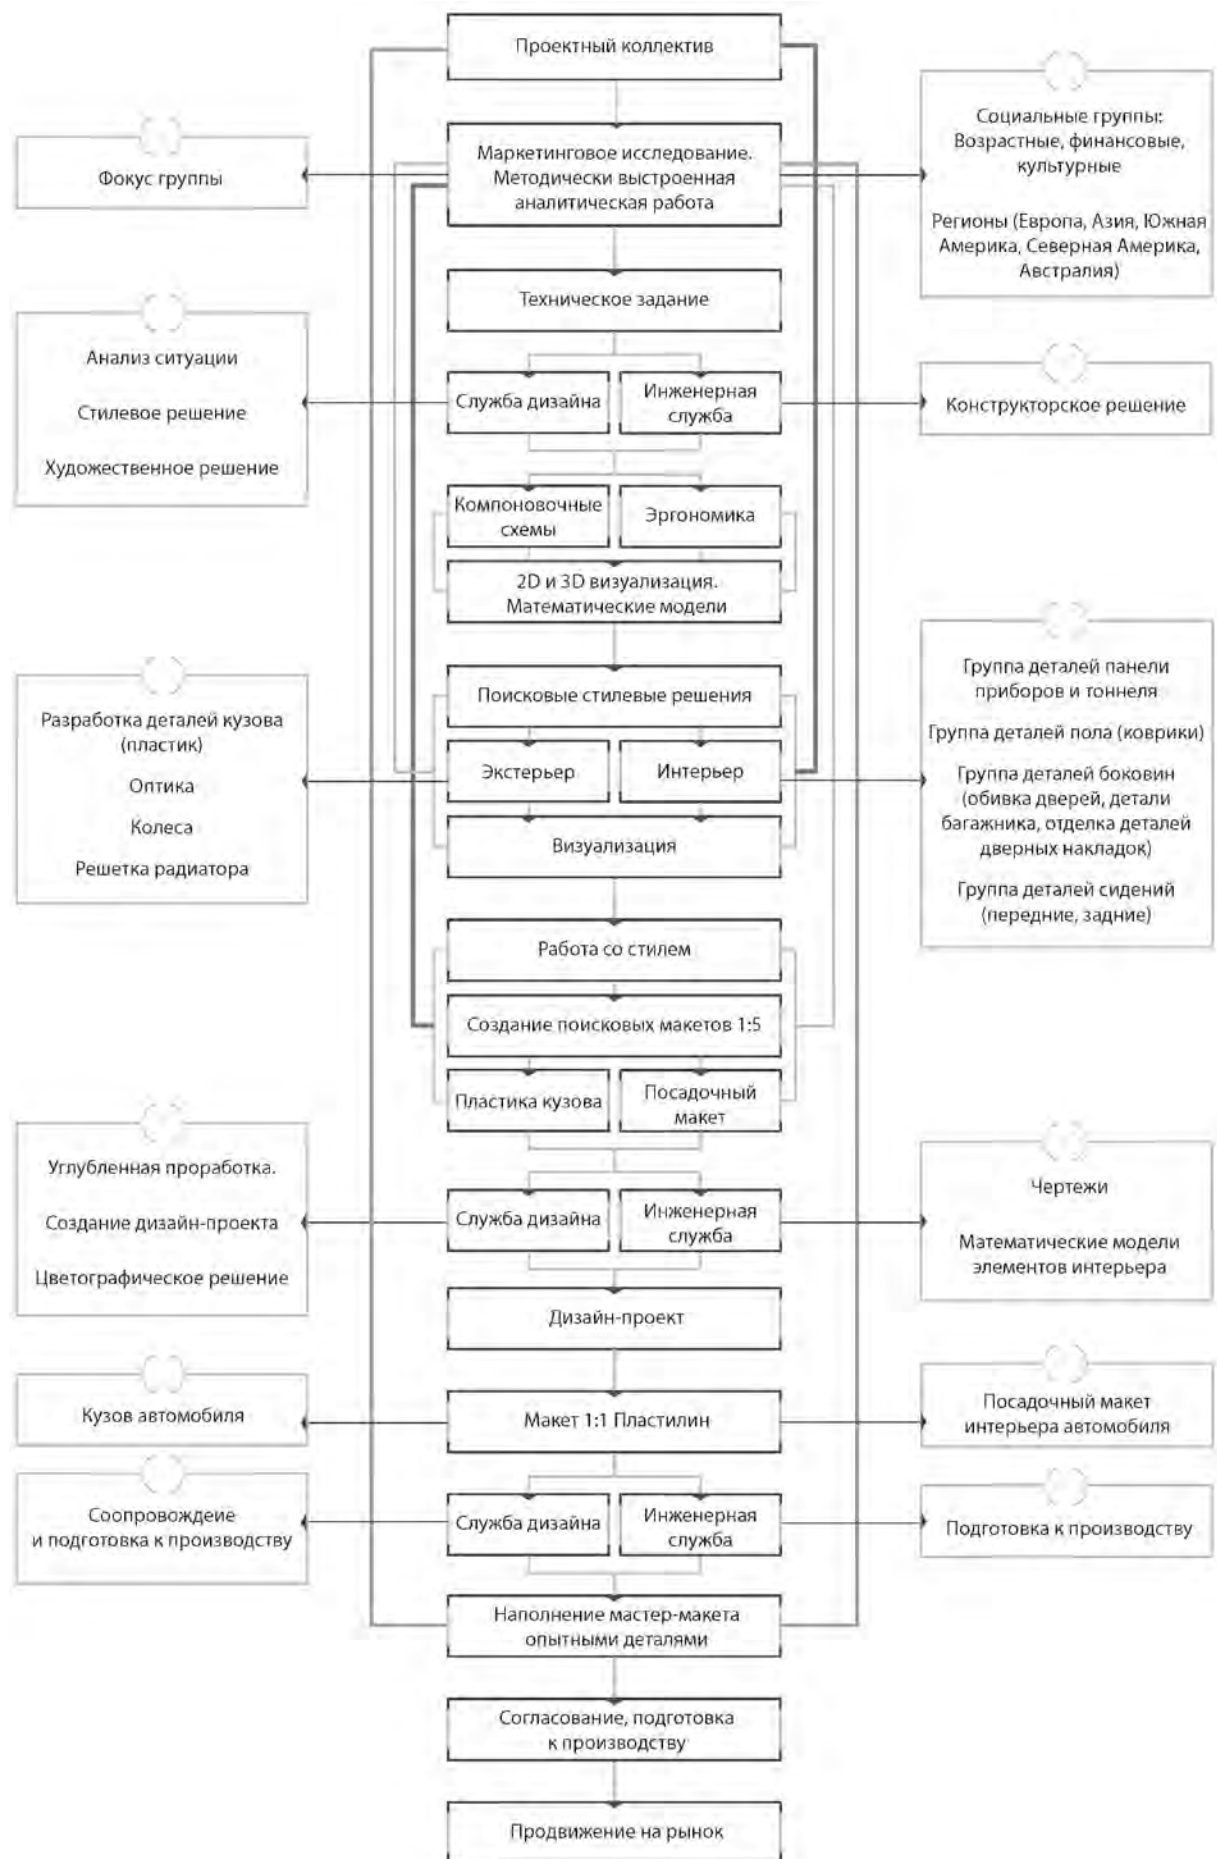 Проектный коллектив
Маркетинговое исследование.
Методически выстроенная
аналитическая работа
Фокус группы
Социальные группы:
Возрастные, финансовые,
культурные
Регионы (Европа, Азия, Южная
Америка, Северная Америка,
Австралия)
Техническое задание
Анализ ситуации
Стилевое решение
Художественное решение
Служба дизайна
Инженерная
служба
Конструкторское решение
Компоновочные
схемы
Эргономика
2D и 3D визуализация.
Математические модели
Поисковые стилевые решения
Разработка деталей кузова
(пластик)
Оптика
Колеса
Решетка радиатора
Экстерьер
Интерьер
Группа деталей панели
приборов и тоннеля
Группа деталей пола (коврики)
Группа деталей боковин
(обивка дверей, детали
багажника, отделка деталей
дверных накладок)
Группа деталей сидений
(передние, задние)
Визуализация
Работа со стилем
Создание поисковых макетов 1:5
Пластика кузова
Посадочный
макет
Углубленная проработка.
Создание дизайн-проекта
Цветографическое решение
Служба дизайна
Инженерная
служба
Чертежи
Математические модели
элементов интерьера
Дизайн-проект
Кузов автомобиля
Макет 1:1 Пластилин
Посадочный макет
интерьера автомобиля
Соопровождеие
и подготовка к производству
Служба дизайна
Инженерная
служба
Подготовка к производству
Наполнение мастер-макета
опытными деталями
Согласование, подготовка
к производству
Продвижение на рынок